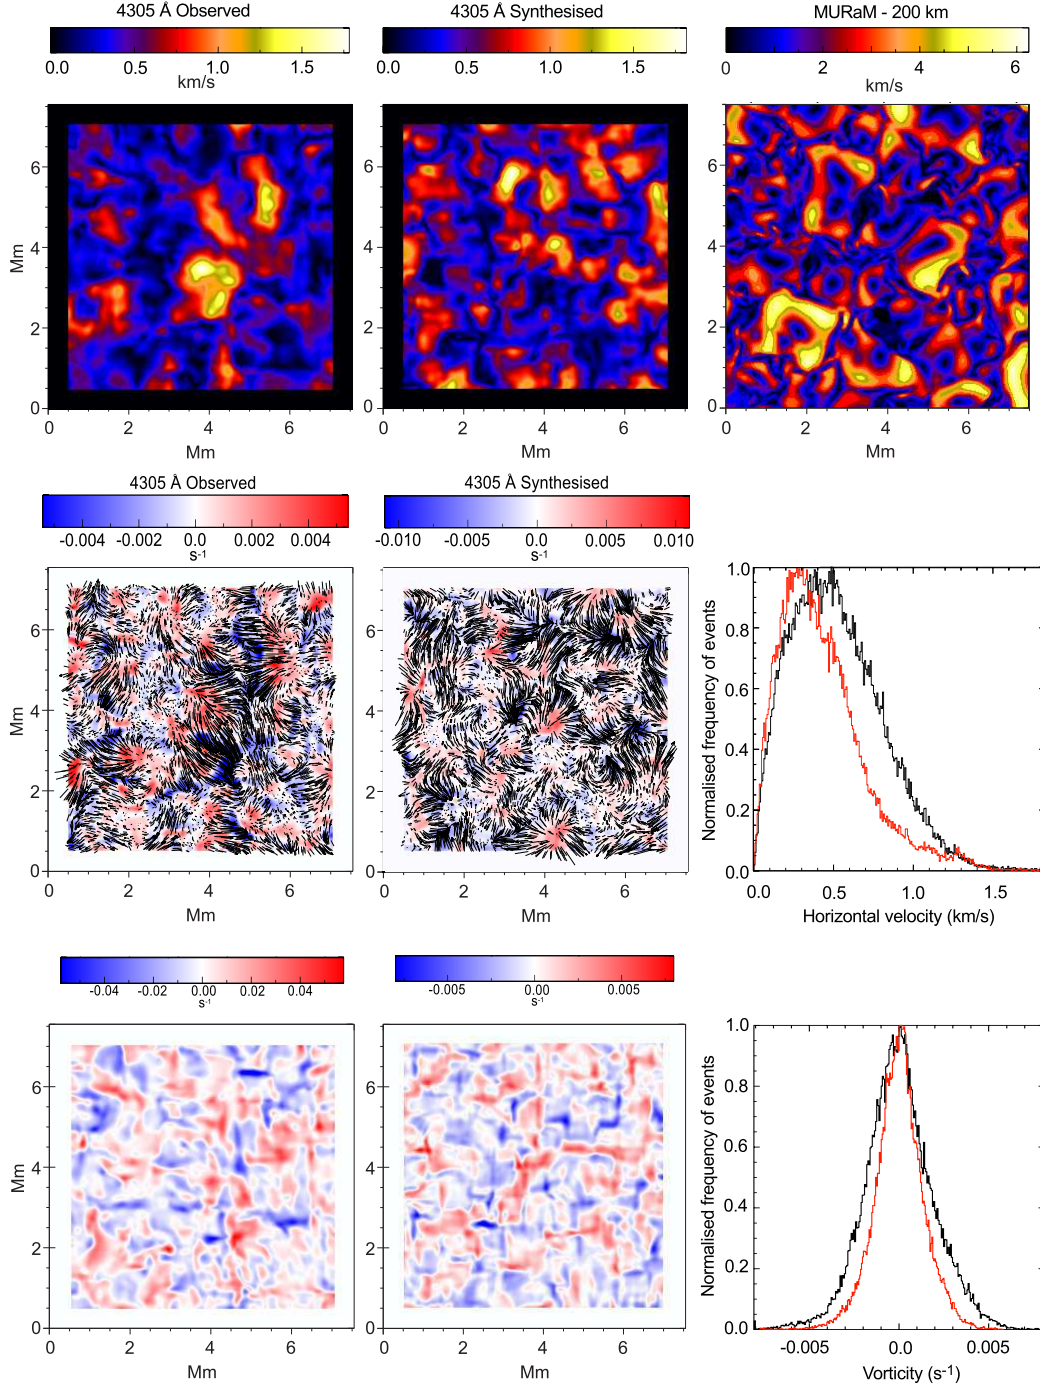 4305 Å Observed
4305 Å Synthesised
MURaM - 200 km
0.0 0.5 1.0 1.5
km/s
0.0 0.5 1.0 1.5
0 2 4 6
km/s
Mm
6
4
2
0
0 2 4 6
Mm
6
4
2
0
0 2 4 6
Mm
6
4
2
0
0 2 4 6
Mm
4305 Å Observed
4305 Å Synthesised
-0.004 -0.002 0.0 0.002 0.004
s-1
-0.010 -0.005 0.0 0.005 0.010
s-1
Mm
6
4
2
0
0 2 4 6
Mm
6
4
2
0
0 2 4 6
Mm
Normalised frequency of events
1.0
0.8
0.6
0.4
0.2
0.0
0.0 0.5 1.0 1.5
Horizontal velocity (km/s)
-0.04 -0.02 0.00 0.02 0.04
s-1
-0.005 0.00 0.005
s-1
Mm
6
4
2
0
0 2 4 6
Mm
6
4
2
0
0 2 4 6
Mm
Normalised frequency of events
1.0
0.8
0.6
0.4
0.2
0.0
-0.005 0.0 0.005
Vorticity (s-1)